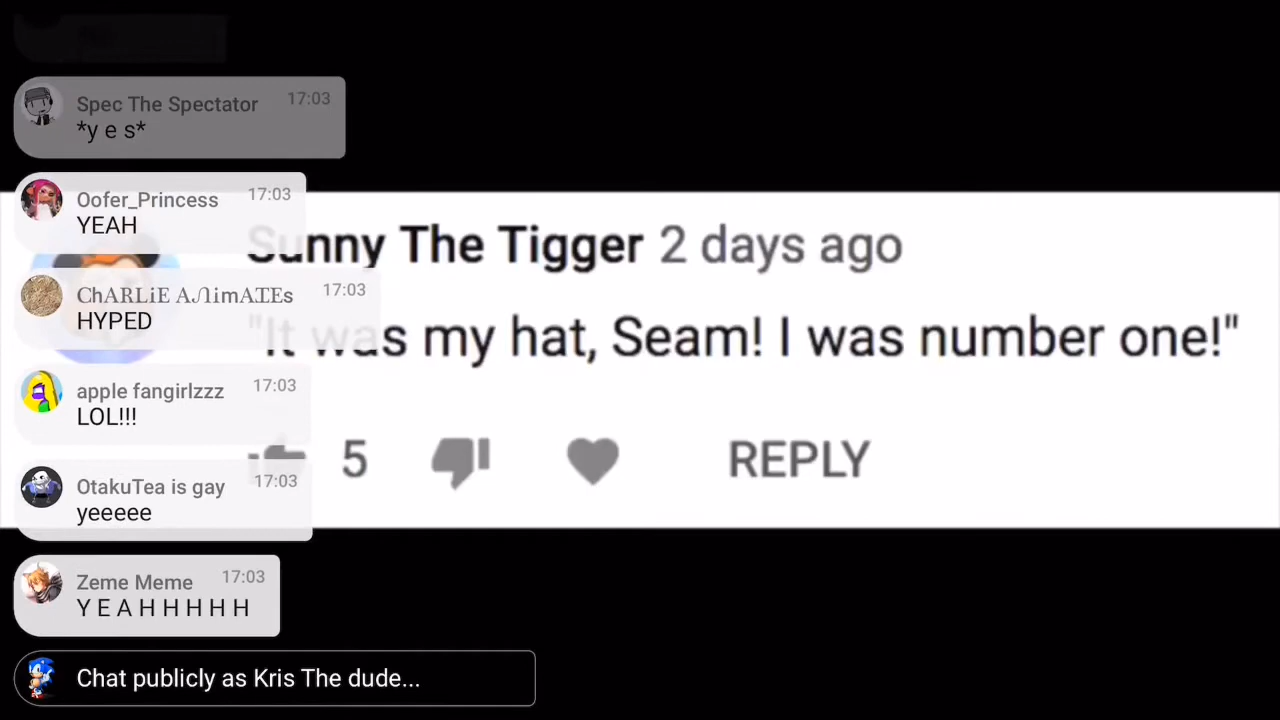 Spec The Spectator 17:03
*y e s*
Oofer_Princess 17:03
YEAH
Sunny The Tigger 2 days ago
ChARLiE A.ᏁimAꞮEs 17:03
HYPED
"It was my hat, Seam! I was number one!"
apple fangirlzzz 17:03
LOL!!!
5 REPLY
OtakuTea is gay 17:03
yeeeee
Zeme Meme 17:03
Y E A H H H H H
Chat publicly as Kris The dude...